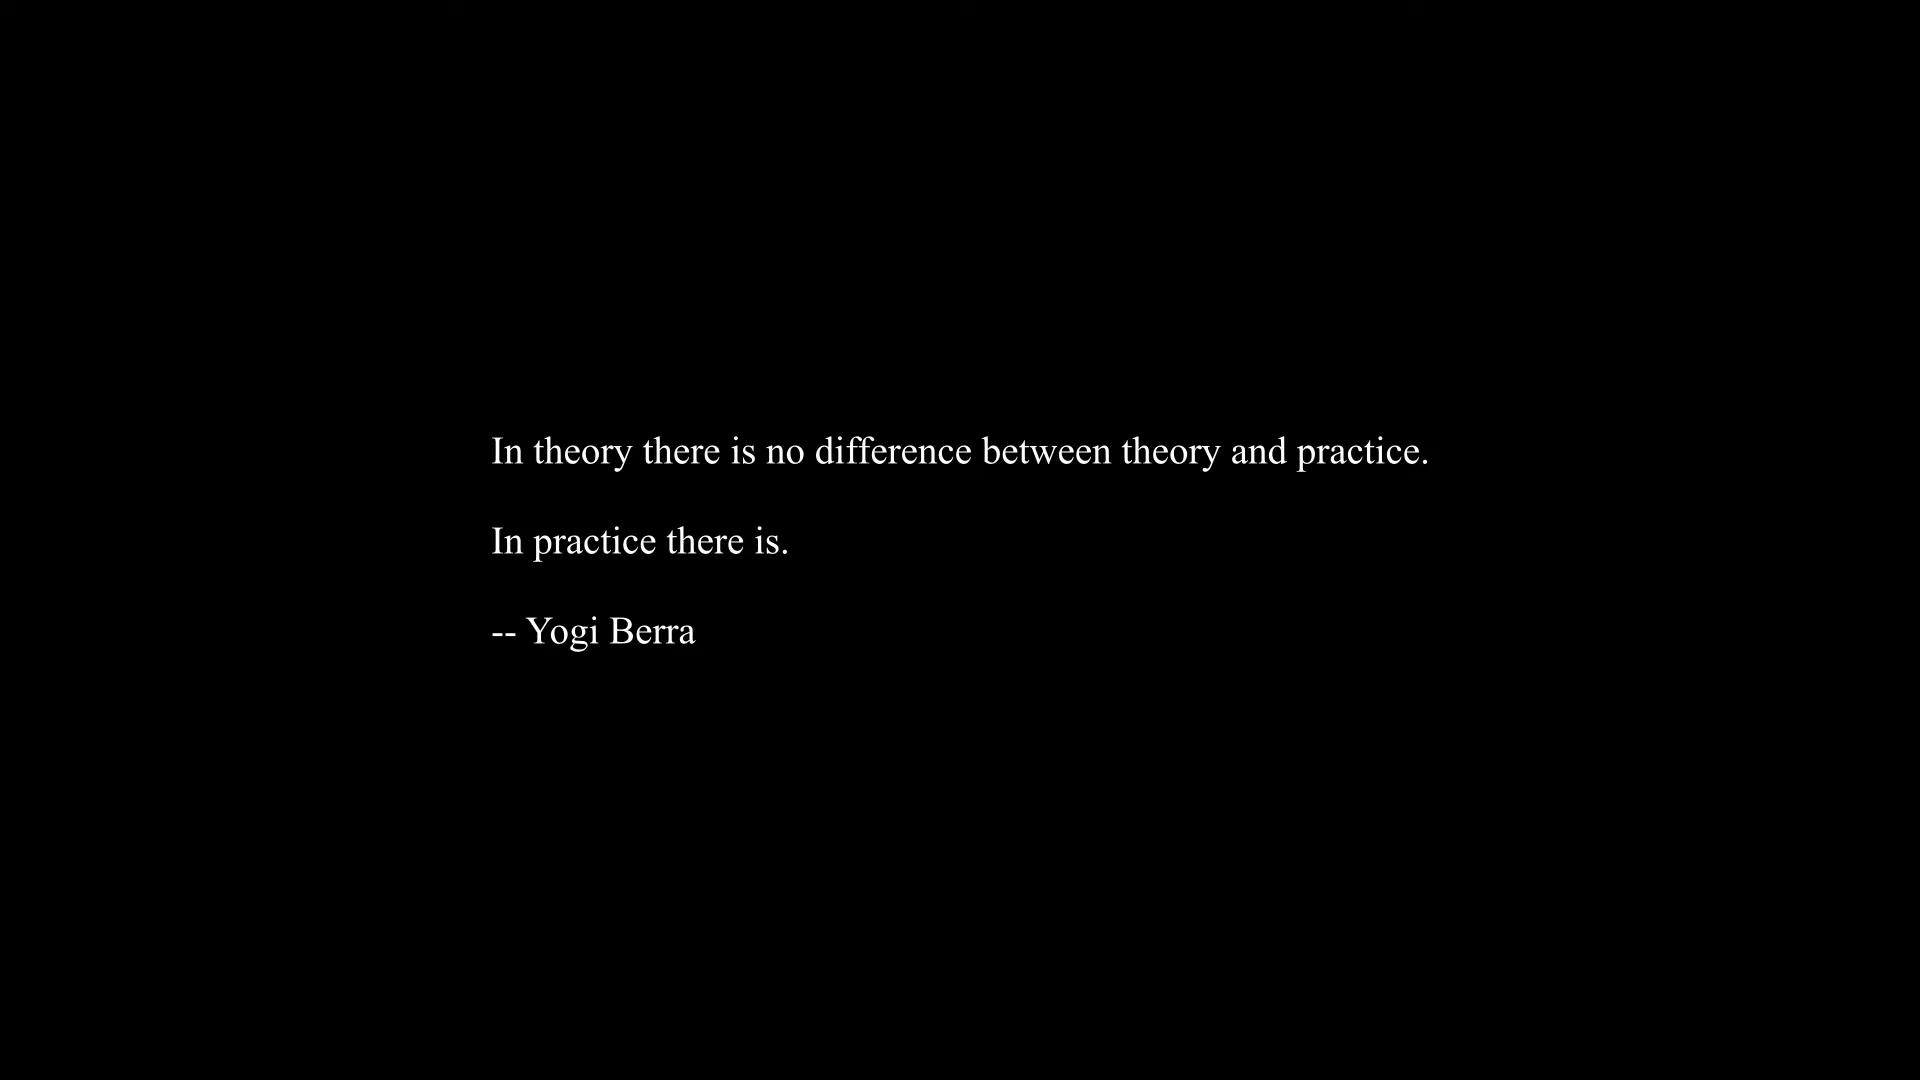 In theory there is no difference between theory and practice.
In practice there is.
-- Yogi Berra